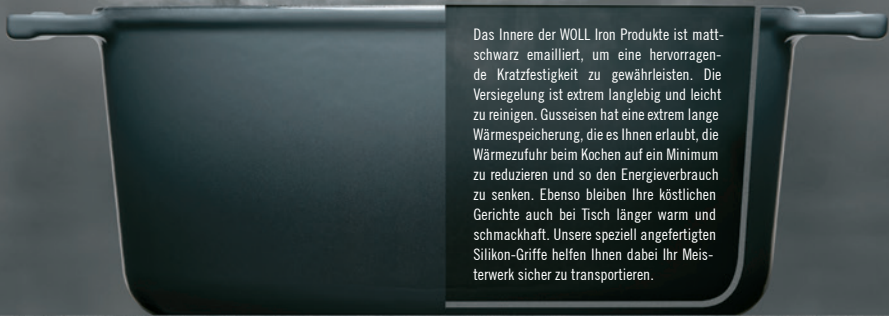 Das Innere der WOLL Iron Produkte ist matt-
schwarz emailliert, um eine hervorragen-
de Kratzfestigkeit zu gewährleisten. Die
Versiegelung ist extrem langlebig und leicht
zu reinigen. Gusseisen hat eine extrem lange
Wärmespeicherung, die es Ihnen erlaubt, die
Wärmezufuhr beim Kochen auf ein Minimum
zu reduzieren und so den Energieverbrauch
zu senken. Ebenso bleiben Ihre köstlichen
Gerichte auch bei Tisch länger warm und
schmackhaft. Unsere speziell angefertigten
Silikon-Griffe helfen Ihnen dabei Ihr Meis-
terwerk sicher zu transportieren.